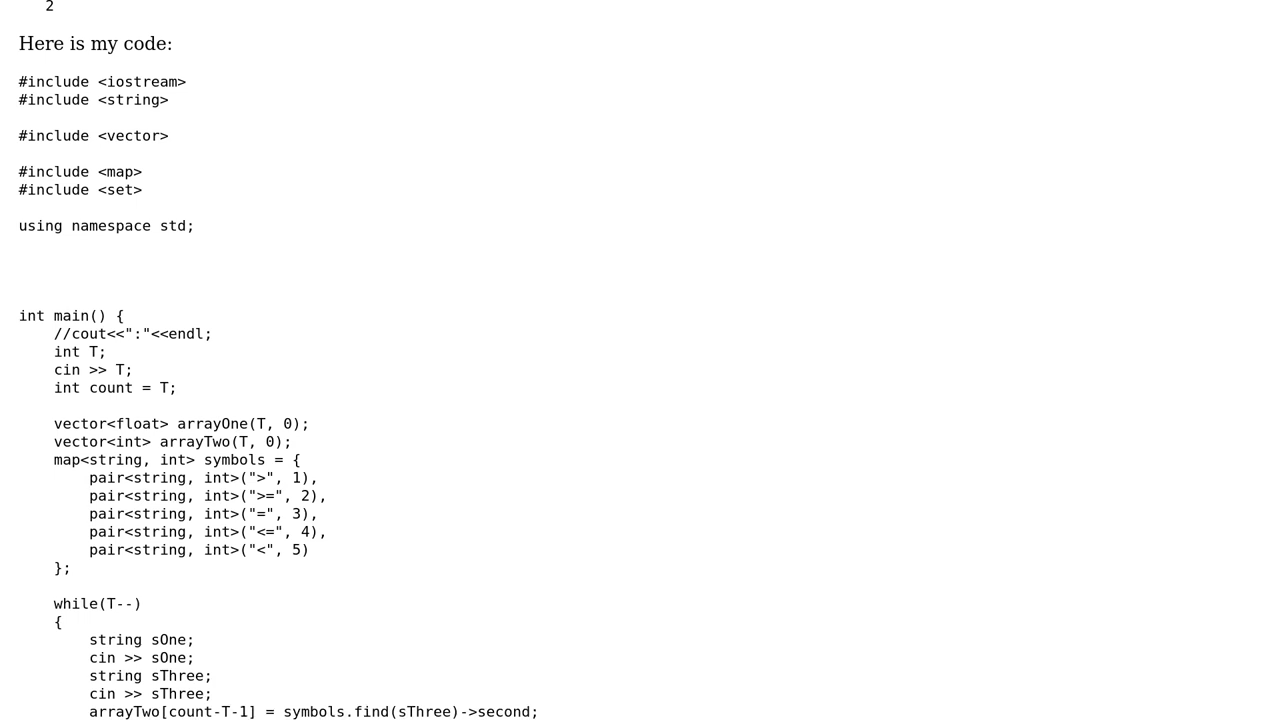 2
Here is my code:
#include <iostream>
#include <string>
#include <vector>
#include <map>
#include <set>
using namespace std;
int main() {
    //cout<<":"<<endl;
    int T;
    cin >> T;
    int count = T;
    vector<float> arrayOne(T, 0);
    vector<int> arrayTwo(T, 0);
    map<string, int> symbols = {
        pair<string, int>(">", 1),
        pair<string, int>(">=", 2),
        pair<string, int>("=", 3),
        pair<string, int>("<=", 4),
        pair<string, int>("<", 5)
    };
    while(T--)
    {
        string sOne;
        cin >> sOne;
        string sThree;
        cin >> sThree;
        arrayTwo[count-T-1] = symbols.find(sThree)->second;